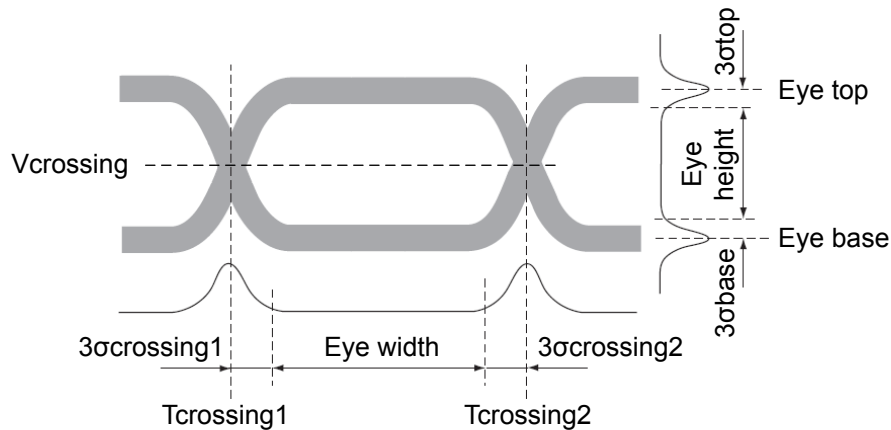 3σtop
Eye top
Vcrossing
Eye
height
Eye base
3σbase
3σcrossing1
Eye width
3σcrossing2
Tcrossing1
Tcrossing2